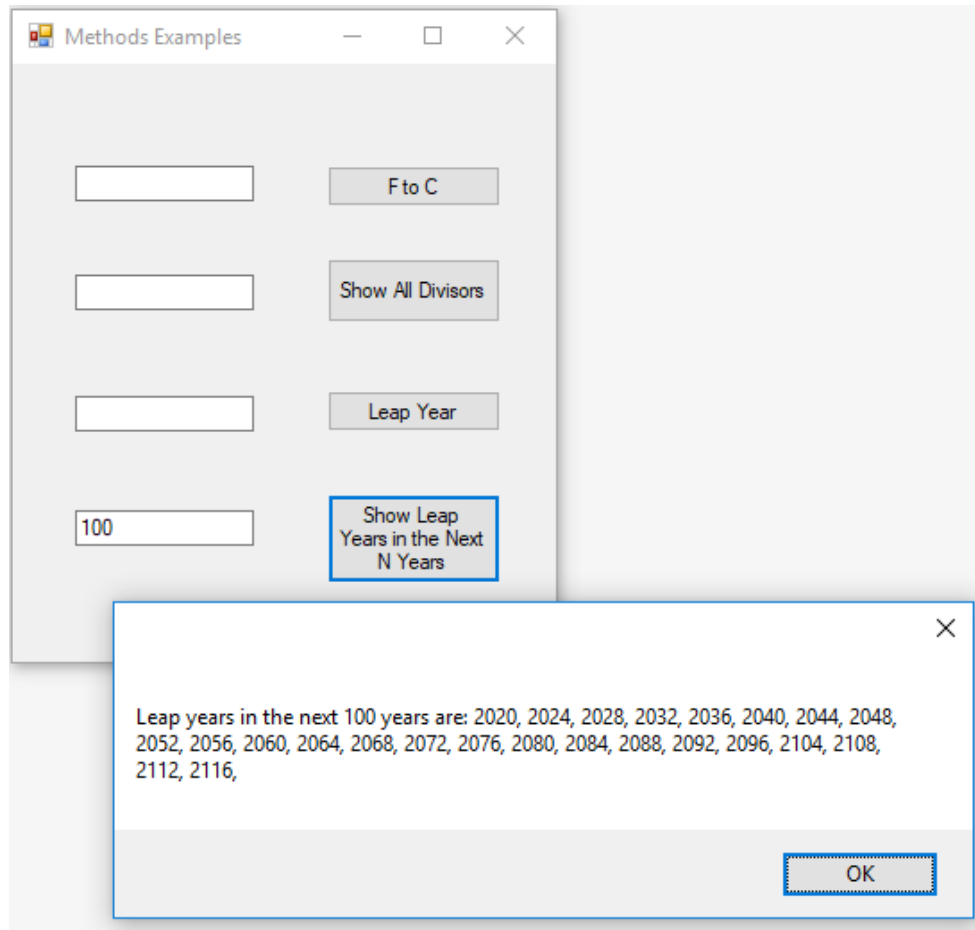 Methods Examples
F to C
Show All Divisors
Leap Year
100
Show Leap
Years in the Next
N Years
Leap years in the next 100 years are: 2020, 2024, 2028, 2032, 2036, 2040, 2044, 2048,
2052, 2056, 2060, 2064, 2068, 2072, 2076, 2080, 2084, 2088, 2092, 2096, 2104, 2108,
2112, 2116,
OK